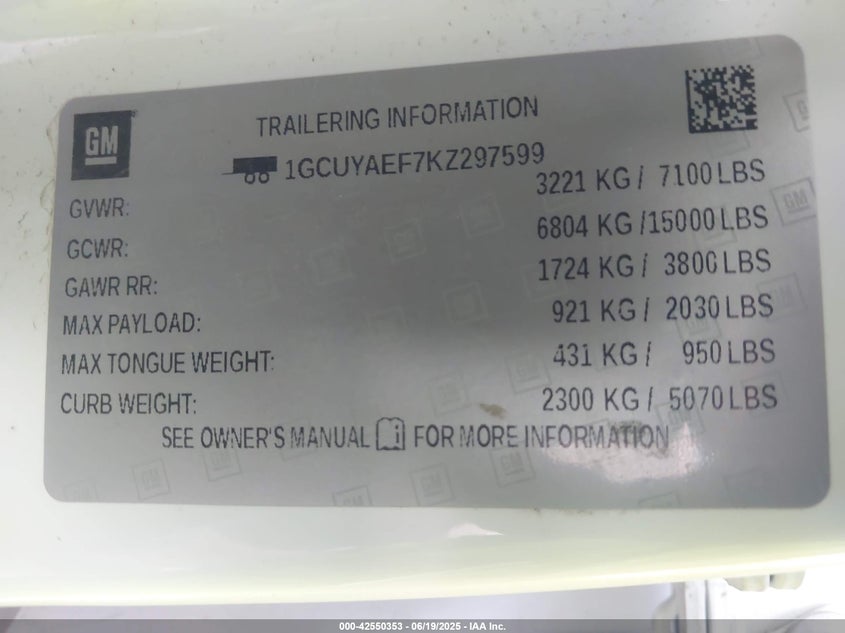 GM
TRAILERING INFORMATION
1GCUYAEF7KZ297599
GVWR: 3221 KG / 7100 LBS
GCWR: 6804 KG / 15000 LBS
GAWR RR: 1724 KG / 3800 LBS
MAX PAYLOAD: 921 KG / 2030 LBS
MAX TONGUE WEIGHT: 431 KG / 950 LBS
CURB WEIGHT: 2300 KG / 5070 LBS
SEE OWNER'S MANUAL i FOR MORE INFORMATION
000-42550353 - 06/19/2025 - IAA Inc.